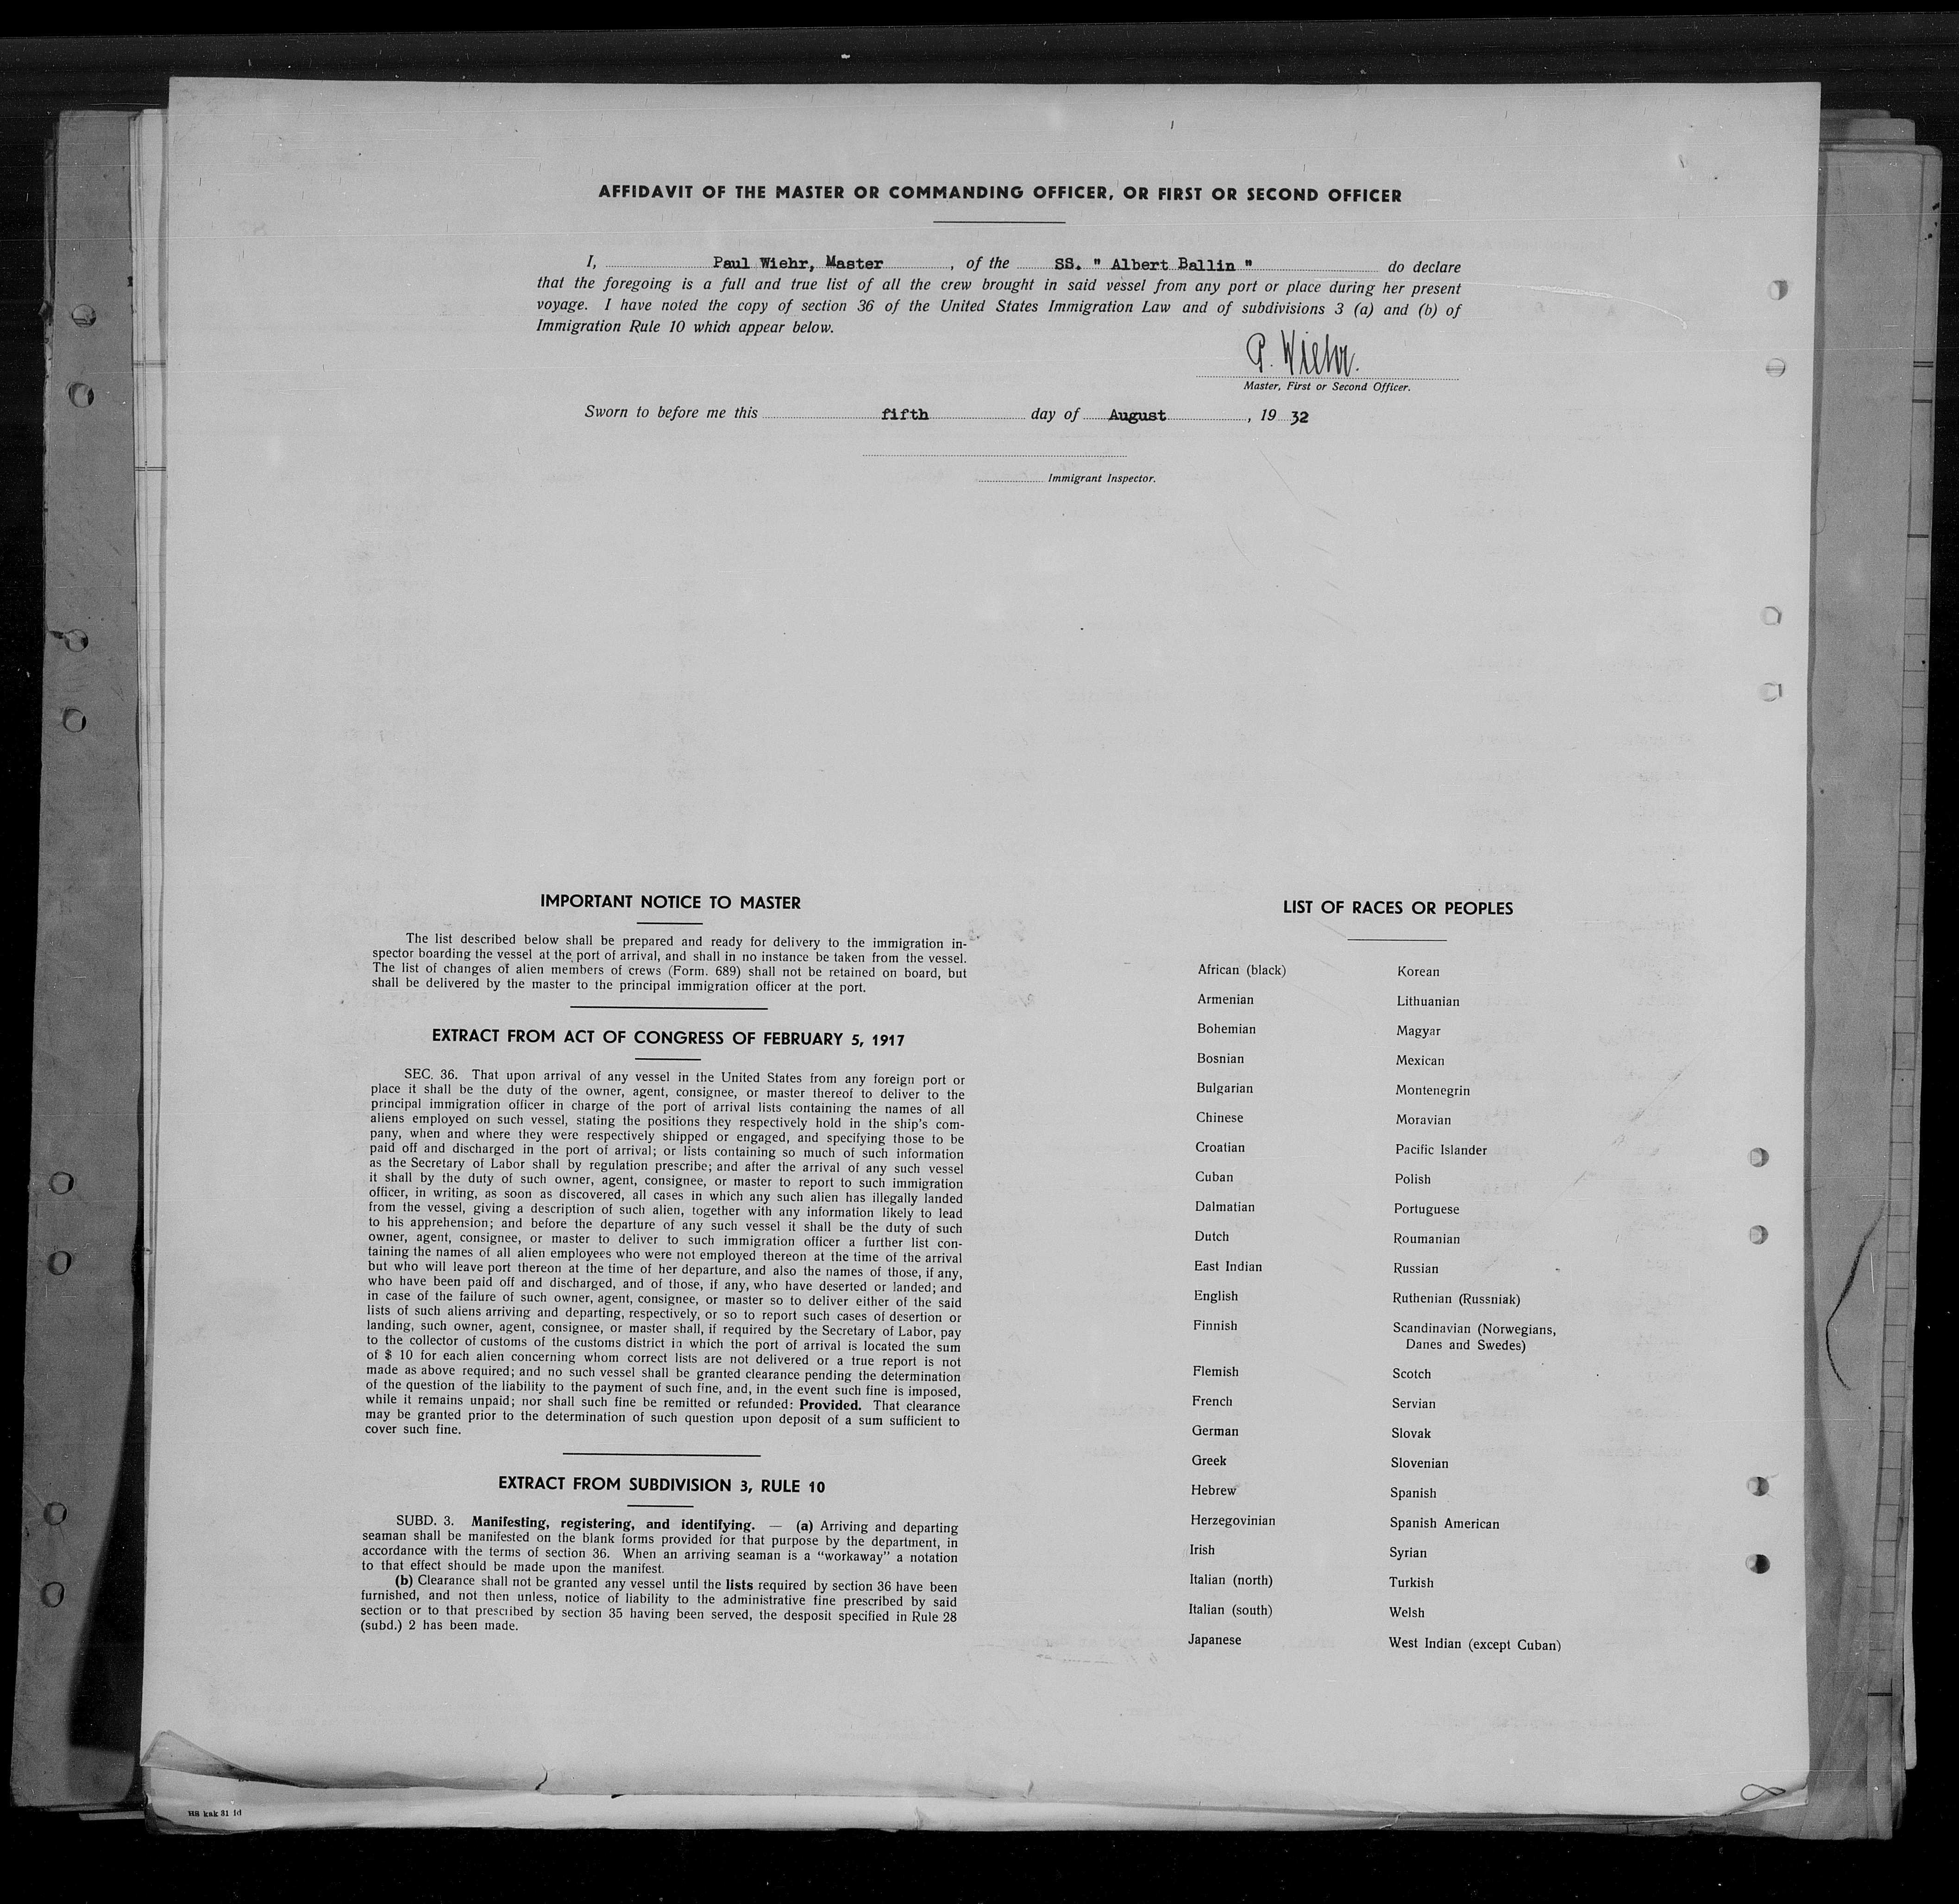 AFFIDAVIT OF THE MASTER OR COMMANDING OFFICER, OR FIRST OR SECOND OFFICER
I, Paul Wiehr, Master, of the SS. " Albert Ballin " do declare
that the foregoing is a full and true list of all the crew brought in said vessel from any port or place during her present
voyage. I have noted the copy of section 36 of the United States Immigration Law and of subdivisions 3 (a) and (b) of
Immigration Rule 10 which appear below.
P. Wiehr.
Master, First or Second Officer.
Sworn to before me this fifth day of August, 19 32
Immigrant Inspector.
IMPORTANT NOTICE TO MASTER
The list described below shall be prepared and ready for delivery to the immigration in-
spector boarding the vessel at the port of arrival, and shall in no instance be taken from the vessel.
The list of changes of alien members of crews (Form. 689) shall not be retained on board, but
shall be delivered by the master to the principal immigration officer at the port.
EXTRACT FROM ACT OF CONGRESS OF FEBRUARY 5, 1917
SEC. 36. That upon arrival of any vessel in the United States from any foreign port or
place it shall be the duty of the owner, agent, consignee, or master thereof to deliver to the
principal immigration officer in charge of the port of arrival lists containing the names of all
aliens employed on such vessel, stating the positions they respectively hold in the ship's com-
pany, when and where they were respectively shipped or engaged, and specifying those to be
paid off and discharged in the port of arrival; or lists containing so much of such information
as the Secretary of Labor shall by regulation prescribe; and after the arrival of any such vessel
it shall by the duty of such owner, agent, consignee, or master to report to such immigration
officer, in writing, as soon as discovered, all cases in which any such alien has illegally landed
from the vessel, giving a description of such alien, together with any information likely to lead
to his apprehension; and before the departure of any such vessel it shall be the duty of such
owner, agent, consignee, or master to deliver to such immigration officer a further list con-
taining the names of all alien employees who were not employed thereon at the time of the arrival
but who will leave port thereon at the time of her departure, and also the names of those, if any,
who have been paid off and discharged, and of those, if any, who have deserted or landed; and
in case of the failure of such owner, agent, consignee, or master so to deliver either of the said
lists of such aliens arriving and departing, respectively, or so to report such cases of desertion or
landing, such owner, agent, consignee, or master shall, if required by the Secretary of Labor, pay
to the collector of customs of the customs district in which the port of arrival is located the sum
of $ 10 for each alien concerning whom correct lists are not delivered or a true report is not
made as above required; and no such vessel shall be granted clearance pending the determination
of the question of the liability to the payment of such fine, and, in the event such fine is imposed,
while it remains unpaid; nor shall such fine be remitted or refunded: Provided. That clearance
may be granted prior to the determination of such question upon deposit of a sum sufficient to
cover such fine.
EXTRACT FROM SUBDIVISION 3, RULE 10
SUBD. 3. Manifesting, registering, and identifying. — (a) Arriving and departing
seaman shall be manifested on the blank forms provided for that purpose by the department, in
accordance with the terms of section 36. When an arriving seaman is a “workaway” a notation
to that effect should be made upon the manifest.
(b) Clearance shall not be granted any vessel until the lists required by section 36 have been
furnished, and not then unless, notice of liability to the administrative fine prescribed by said
section or to that prescribed by section 35 having been served, the desposit specified in Rule 28
(subd.) 2 has been made.
LIST OF RACES OR PEOPLES
African (black) Korean
Armenian Lithuanian
Bohemian Magyar
Bosnian Mexican
Bulgarian Montenegrin
Chinese Moravian
Croatian Pacific Islander
Cuban Polish
Dalmatian Portuguese
Dutch Roumanian
East Indian Russian
English Ruthenian (Russniak)
Finnish Scandinavian (Norwegians,
Danes and Swedes)
Flemish Scotch
French Servian
German Slovak
Greek Slovenian
Hebrew Spanish
Herzegovinian Spanish American
Irish Syrian
Italian (north) Turkish
Italian (south) Welsh
Japanese West Indian (except Cuban)
HS kak 31 1d
8